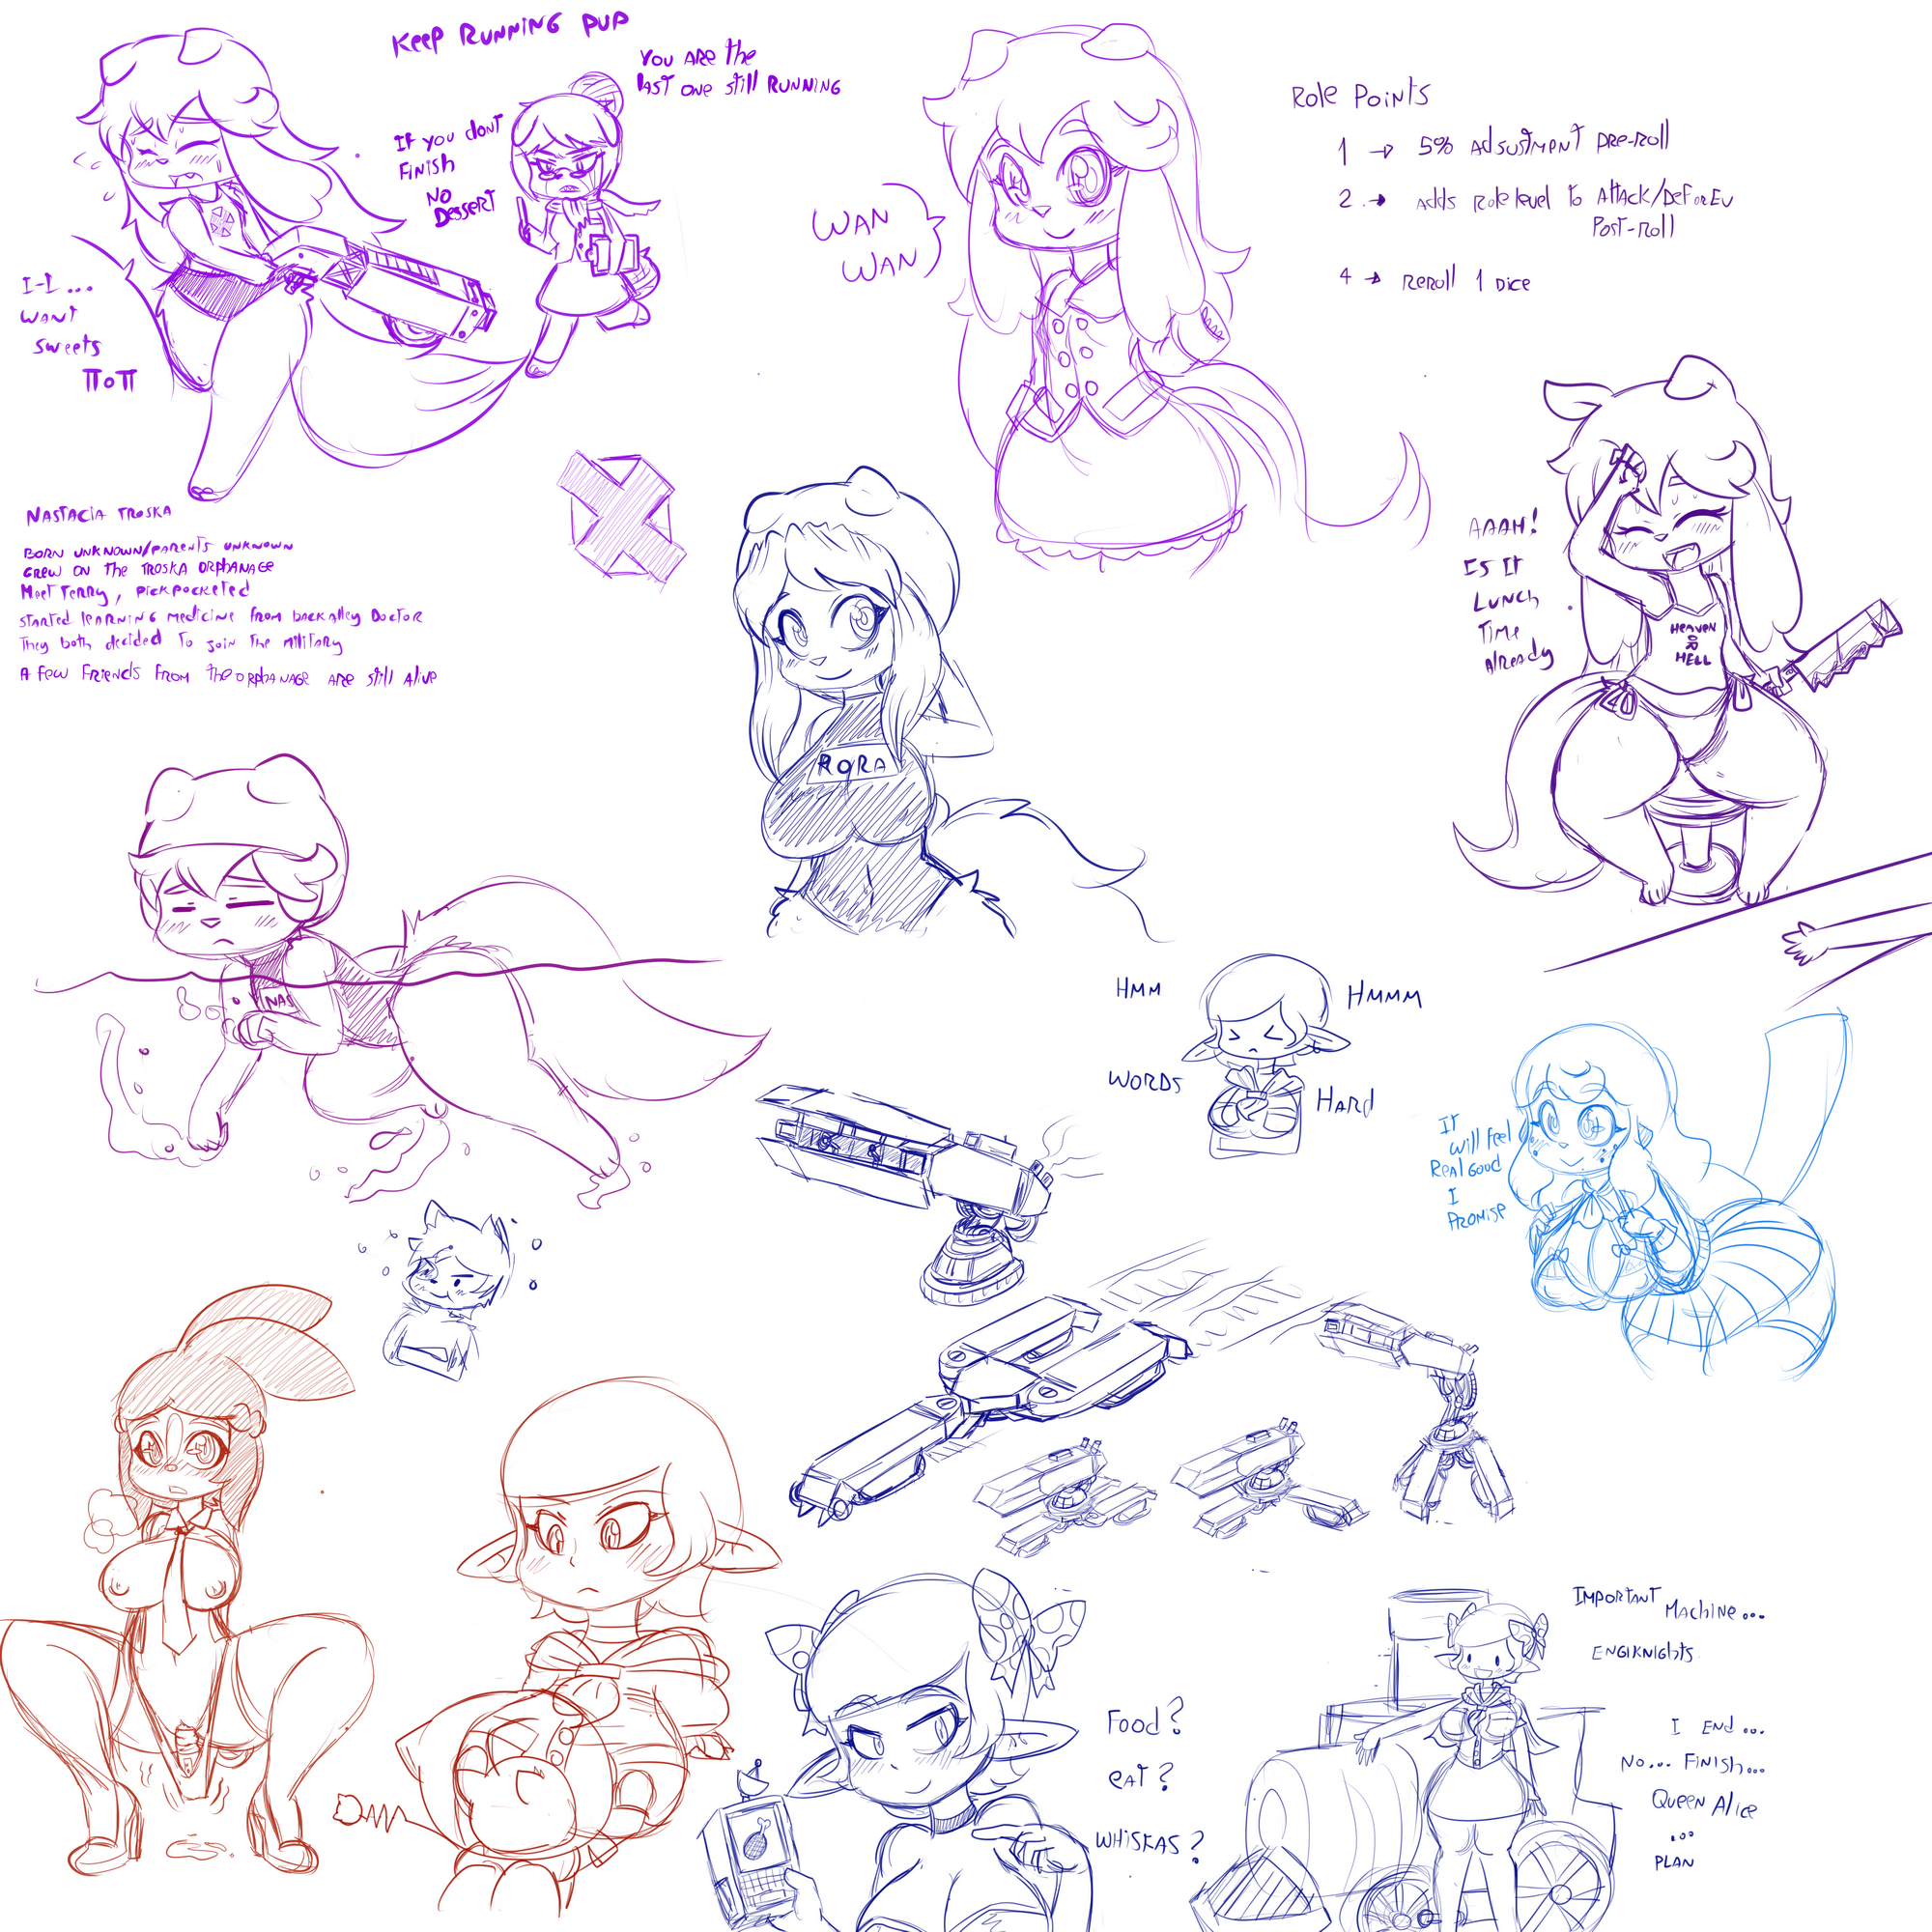 KEEP RUNNING PUP
YOU ARE THE
LAST ONE STILL RUNNING
IF YOU DONT
FINISH
NO
DESSERT
I-I...
WANT
SWEETS
ΠOΠ
WAN
WAN
ROLE POINTS
1 → 5% ADJUSTMENT PRE-ROLL
2 → ADDS ROLE LEVEL TO ATTACK/DEF OR EV
POST-ROLL
4 → REROLL 1 DICE
NASTACIA TROSKA
BORN UNKNOWN/PARENTS UNKNOWN
GREW ON THE TROSKA ORPHANAGE
MEET TERRY, PICKPOCKETED
STARTED LEARNING MEDICINE FROM BACKALLEY DOCTOR
THEY BOTH DECIDED TO JOIN THE MILITARY
A FEW FRIENDS FROM THE ORPHANAGE ARE STILL ALIVE
RORA
AAAH!
IS IT
LUNCH
TIME
ALREADY
HEAVEN
OR
HELL
NAS
HMM
HMMM
WORDS
HARD
IT
WILL FEEL
REAL GOOD
I
PROMISE
FOOD?
EAT?
WHISKAS?
IMPORTANT MACHINE...
ENGIKNIGHTS
I END...
NO... FINISH...
QUEEN ALICE
...
PLAN